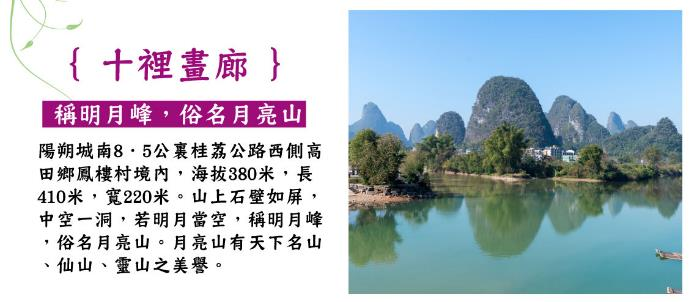 { 十裡畫廊 }
稱明月峰，俗名月亮山
陽朔城南8．5公裏桂荔公路西側高
田鄉鳳樓村境內，海拔380米，長
410米，寬220米。山上石壁如屏，
中空一洞，若明月當空，稱明月峰
，俗名月亮山。月亮山有天下名山
、仙山、靈山之美譽。